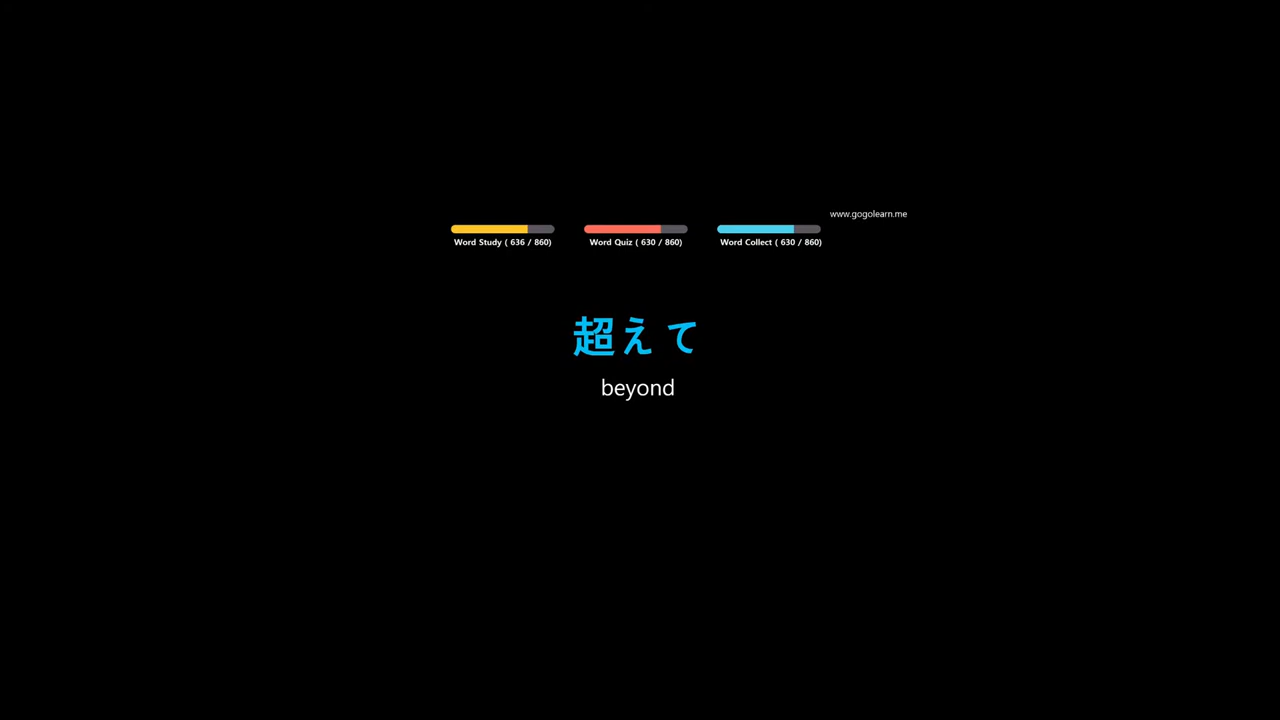 www.gogolearn.me
Word Study ( 636 / 860)
Word Quiz ( 630 / 860)
Word Collect ( 630 / 860)
超えて
beyond